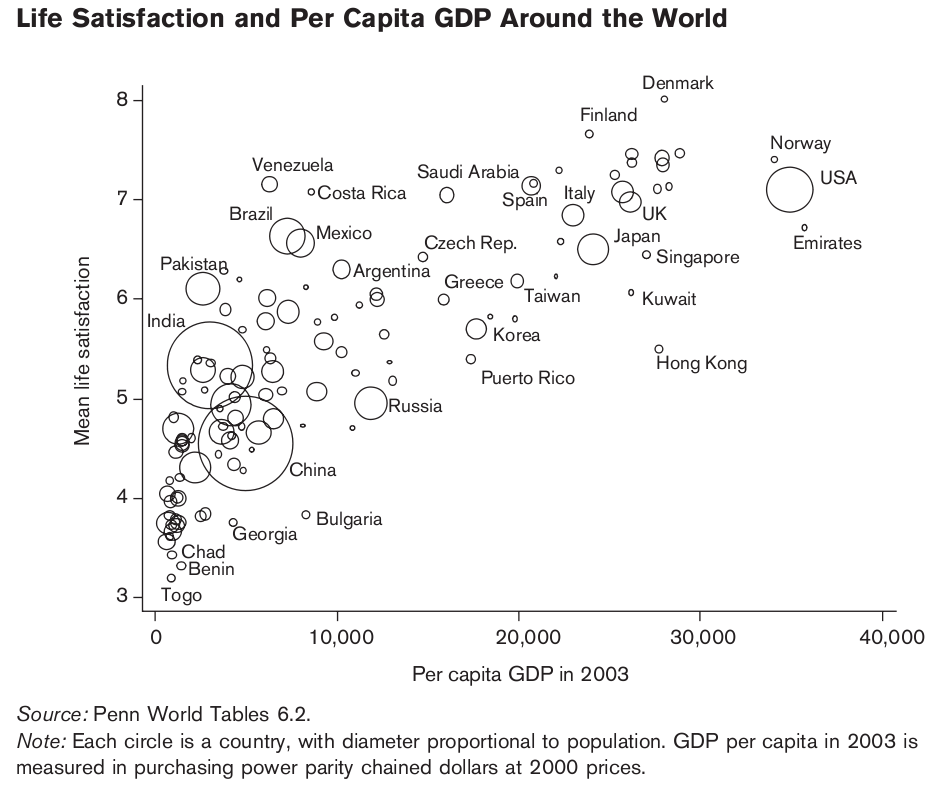 Life Satisfaction and Per Capita GDP Around the World
Denmark
8
Finland
Norway
Venezuela
Saudi Arabia
USA
Costa Rica
Italy
7
Spain
Brazil
UK
Mexico
Japan
Czech Rep.
Emirates
Singapore
Pakistan
Argentina
Greece
6
Taiwan
Kuwait
India
Korea
Hong Kong
Puerto Rico
5
Russia
Mean life satisfaction
China
4
Bulgaria
Georgia
Chad
Benin
3
Togo
0 10,000 20,000 30,000 40,000
Per capita GDP in 2003
Source: Penn World Tables 6.2.
Note: Each circle is a country, with diameter proportional to population. GDP per capita in 2003 is
measured in purchasing power parity chained dollars at 2000 prices.